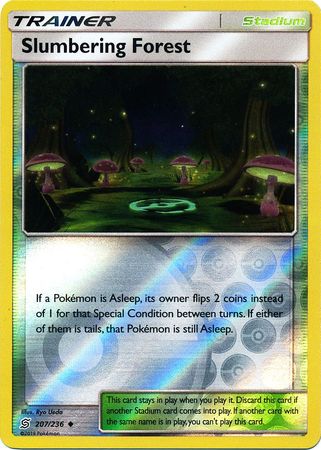 TRAINER
Stadium
Slumbering Forest
If a Pokémon is Asleep, its owner flips 2 coins instead
of 1 for that Special Condition between turns. If either
of them is tails, that Pokémon is still Asleep.
Illus. Ryo Ueda
207/236
©2019 Pokémon
This card stays in play when you play it. Discard this card if
another Stadium card comes into play. If another card with
the same name is in play, you can't play this card.